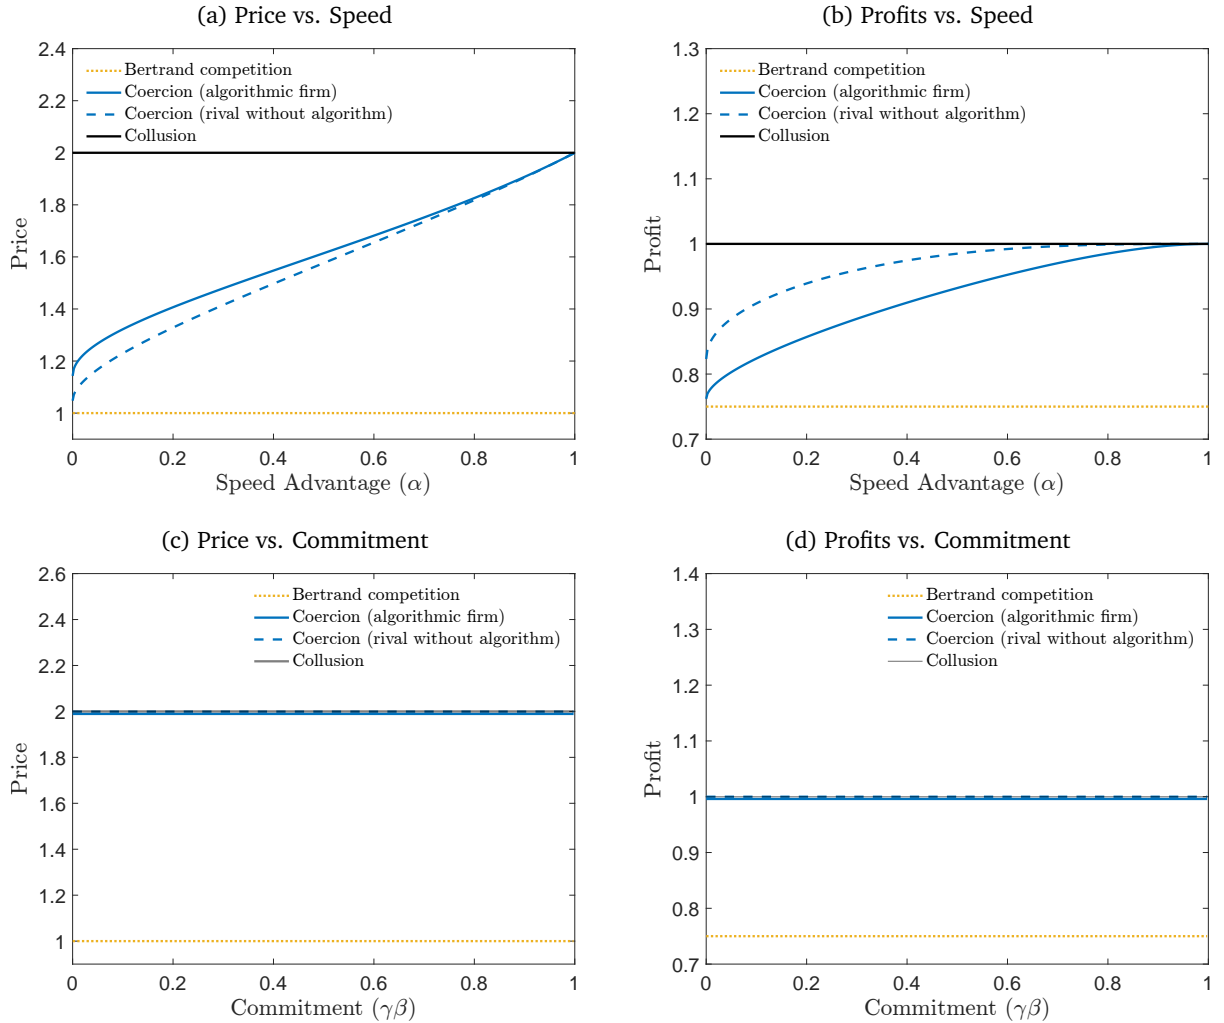 (a) Price vs. Speed
2.4
2.2
2
1.8
1.6
1.4
1.2
1
Price
Bertrand competition
Coercion (algorithmic firm)
Coercion (rival without algorithm)
Collusion
0 0.2 0.4 0.6 0.8 1
Speed Advantage (α)
(b) Profits vs. Speed
1.3
1.2
1.1
1
0.9
0.8
0.7
Profit
Bertrand competition
Coercion (algorithmic firm)
Coercion (rival without algorithm)
Collusion
0 0.2 0.4 0.6 0.8 1
Speed Advantage (α)
(c) Price vs. Commitment
2.6
2.4
2.2
2
1.8
1.6
1.4
1.2
1
Price
Bertrand competition
Coercion (algorithmic firm)
Coercion (rival without algorithm)
Collusion
0 0.2 0.4 0.6 0.8 1
Commitment (γβ)
(d) Profits vs. Commitment
1.4
1.3
1.2
1.1
1
0.9
0.8
0.7
Profit
Bertrand competition
Coercion (algorithmic firm)
Coercion (rival without algorithm)
Collusion
0 0.2 0.4 0.6 0.8 1
Commitment (γβ)